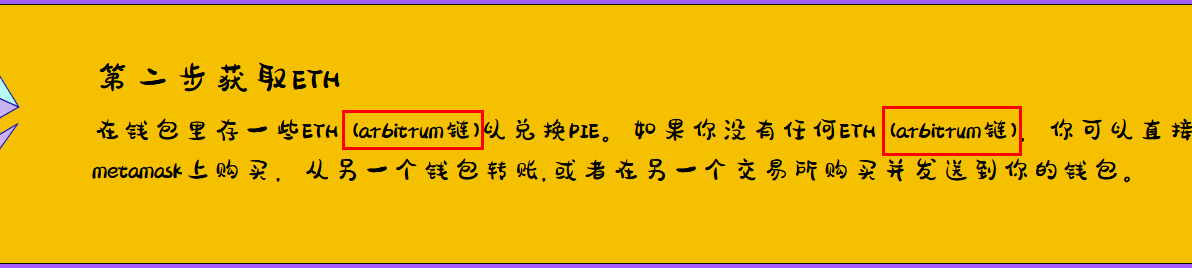 第二步获取ETH
在钱包里存一些ETH (arbitrum链)以兑换PIE。如果你没有任何ETH (arbitrum链)，你可以直接
metamask上购买，从另一个钱包转账,或者在另一个交易所购买并发送到你的钱包。